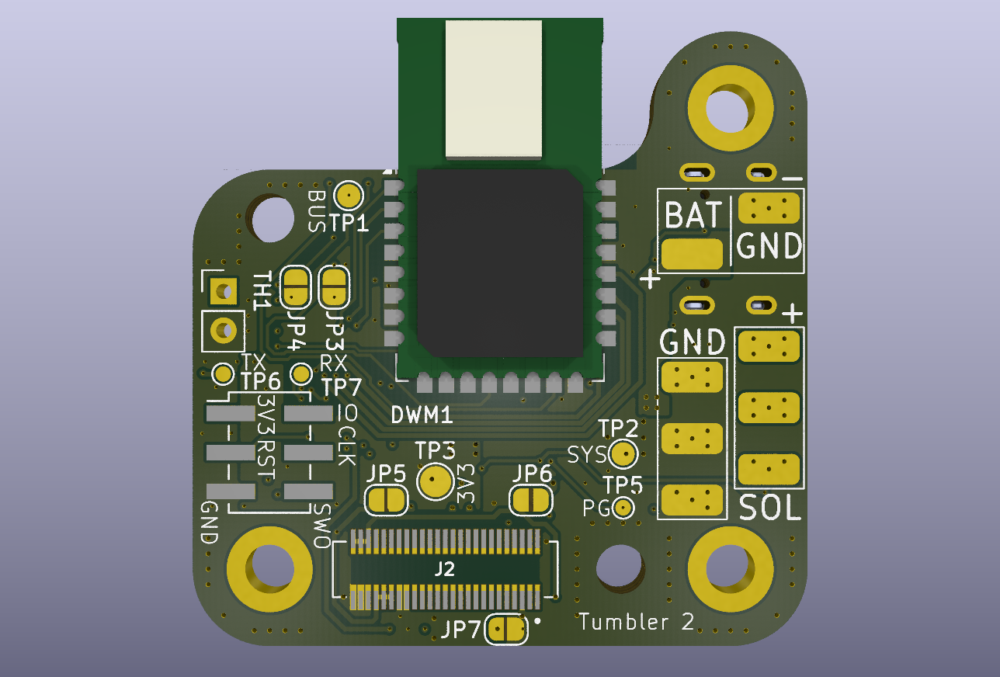 BUS
TP1
−
BAT
GND
+
+
TH1
JP4
JP3
GND
TX
TP6
RX
TP7
3V3
IO
RST
CLK
DWM1
TP2
SYS
TP3
3V3
JP5
JP6
TP5
PG
SOL
GND
SWO
J2
Tumbler 2
JP7